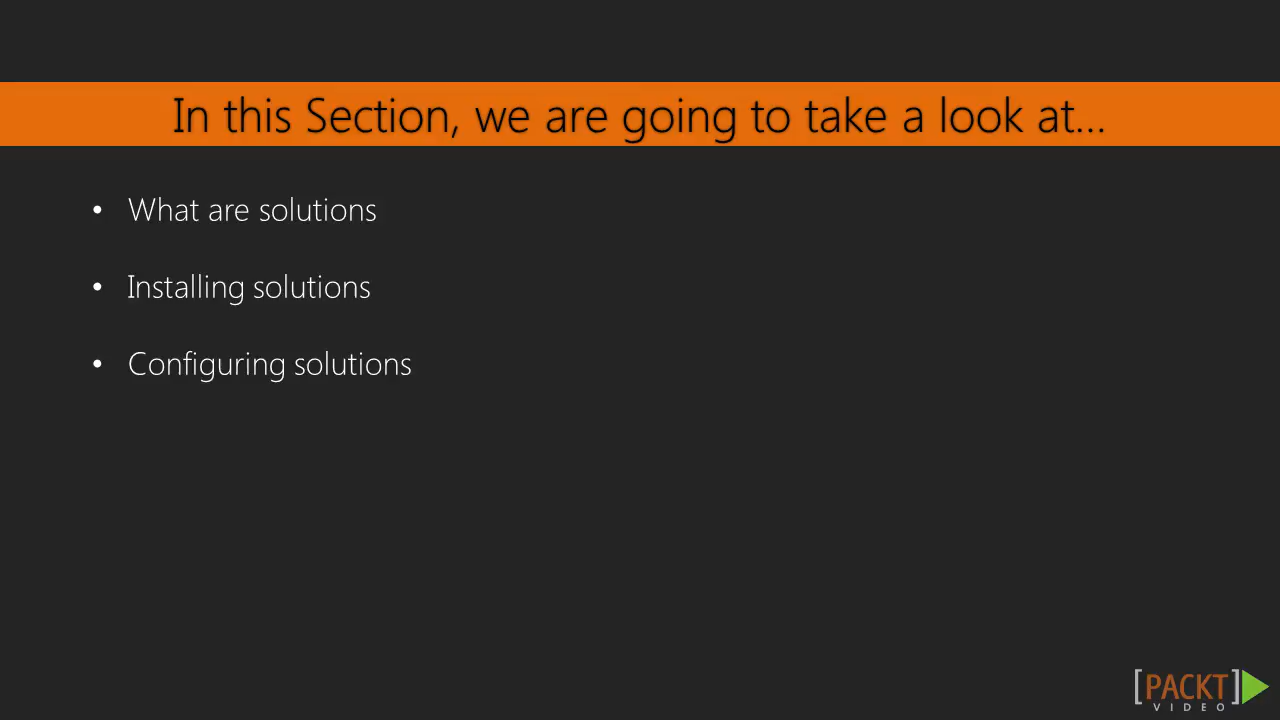 In this Section, we are going to take a look at...
• What are solutions
• Installing solutions
• Configuring solutions
[PACKT]
VIDEO